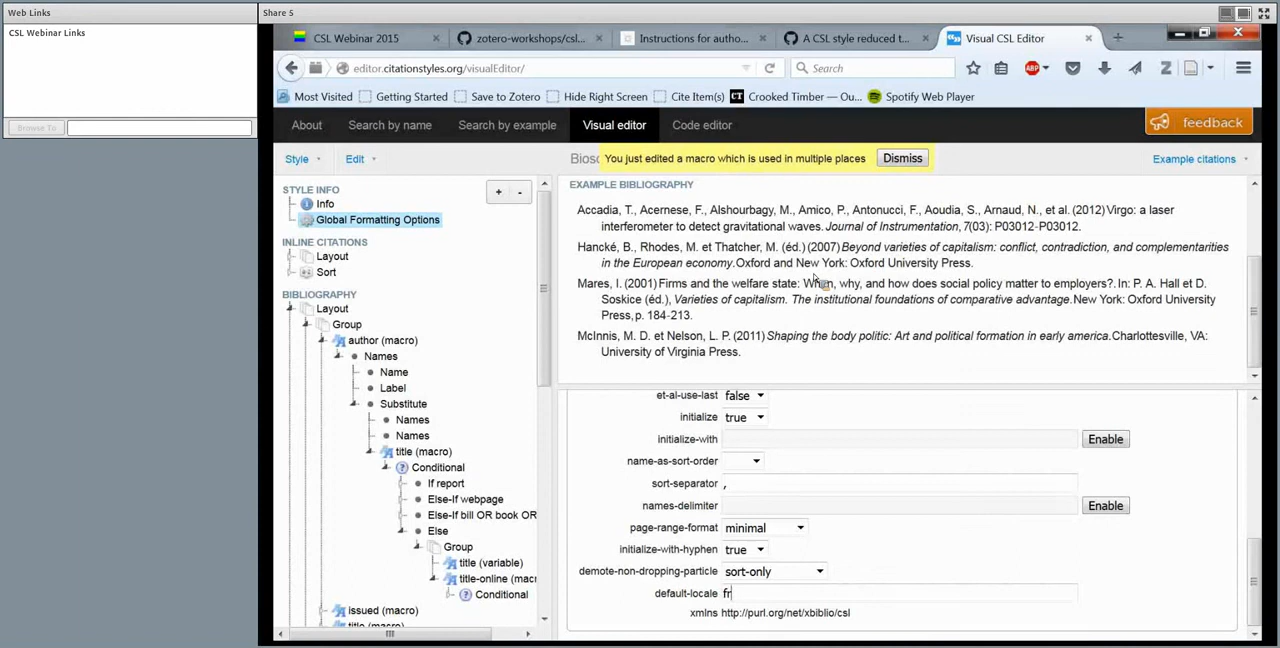 Web Links
CSL Webinar Links
Browse To
Share 5
CSL Webinar 2015
zotero-workshops/csl...
Instructions for autho...
A CSL style reduced t...
Visual CSL Editor
editor.citationstyles.org/visualEditor/
Search
ABP
Z
Most Visited
Getting Started
Save to Zotero
Hide Right Screen
Cite Item(s)
CT Crooked Timber — Ou...
Spotify Web Player
About
Search by name
Search by example
Visual editor
Code editor
feedback
Style
Edit
You just edited a macro which is used in multiple places
Dismiss
Example citations
STYLE INFO
Info
Global Formatting Options
INLINE CITATIONS
Layout
Sort
BIBLIOGRAPHY
Layout
Group
author (macro)
Names
Name
Label
Substitute
Names
Names
title (macro)
Conditional
If report
Else-If webpage
Else-If bill OR book OR
Else
Group
title (variable)
title-online (macr
Conditional
issued (macro)
+
-
EXAMPLE BIBLIOGRAPHY
Accadia, T., Acernese, F., Alshourbagy, M., Amico, P., Antonucci, F., Aoudia, S., Arnaud, N., et al. (2012)Virgo: a laser
interferometer to detect gravitational waves. Journal of Instrumentation, 7(03): P03012-P03012.
Hancké, B., Rhodes, M. et Thatcher, M. (éd.) (2007)Beyond varieties of capitalism: conflict, contradiction, and complementarities
in the European economy.Oxford and New York: Oxford University Press.
Mares, I. (2001)Firms and the welfare state: When, why, and how does social policy matter to employers?.In: P. A. Hall et D.
Soskice (éd.), Varieties of capitalism. The institutional foundations of comparative advantage.New York: Oxford University
Press, p. 184-213.
McInnis, M. D. et Nelson, L. P. (2011)Shaping the body politic: Art and political formation in early america.Charlottesville, VA:
University of Virginia Press.
et-al-use-last false
initialize true
initialize-with Enable
name-as-sort-order
sort-separator ,
names-delimiter Enable
page-range-format minimal
initialize-with-hyphen true
demote-non-dropping-particle sort-only
default-locale fr
xmlns http://purl.org/net/xbiblio/csl